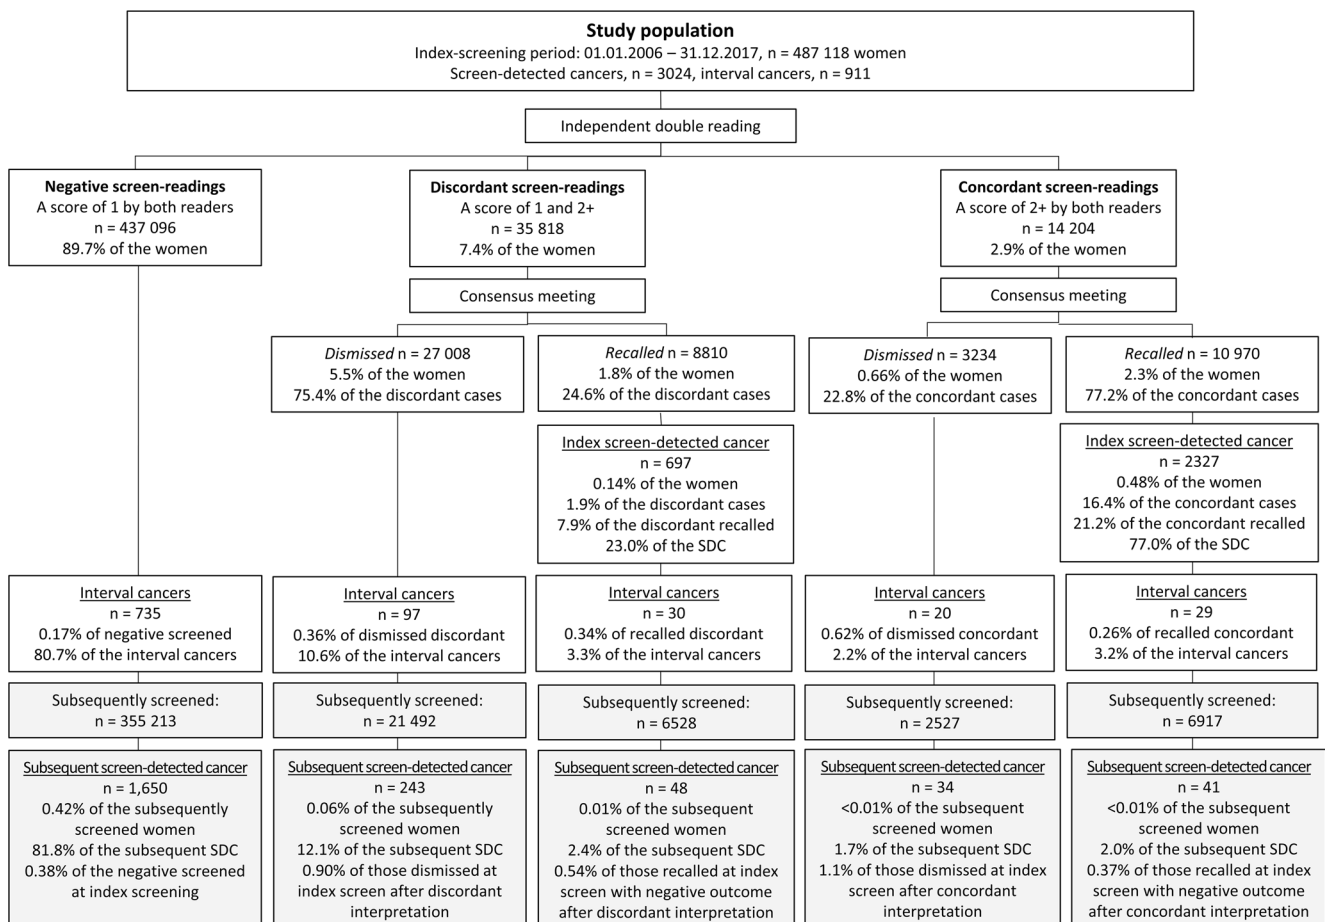 Study population
Index-screening period: 01.01.2006 – 31.12.2017, n = 487 118 women
Screen-detected cancers, n = 3024, interval cancers, n = 911
Independent double reading
Negative screen-readings
A score of 1 by both readers
n = 437 096
89.7% of the women
Discordant screen-readings
A score of 1 and 2+
n = 35 818
7.4% of the women
Concordant screen-readings
A score of 2+ by both readers
n = 14 204
2.9% of the women
Consensus meeting
Consensus meeting
Dismissed n = 27 008
5.5% of the women
75.4% of the discordant cases
Recalled n = 8810
1.8% of the women
24.6% of the discordant cases
Dismissed n = 3234
0.66% of the women
22.8% of the concordant cases
Recalled n = 10 970
2.3% of the women
77.2% of the concordant cases
Index screen-detected cancer
n = 697
0.14% of the women
1.9% of the discordant cases
7.9% of the discordant recalled
23.0% of the SDC
Index screen-detected cancer
n = 2327
0.48% of the women
16.4% of the concordant cases
21.2% of the concordant recalled
77.0% of the SDC
Interval cancers
n = 735
0.17% of negative screened
80.7% of the interval cancers
Interval cancers
n = 97
0.36% of dismissed discordant
10.6% of the interval cancers
Interval cancers
n = 30
0.34% of recalled discordant
3.3% of the interval cancers
Interval cancers
n = 20
0.62% of dismissed concordant
2.2% of the interval cancers
Interval cancers
n = 29
0.26% of recalled concordant
3.2% of the interval cancers
Subsequently screened:
n = 355 213
Subsequently screened:
n = 21 492
Subsequently screened:
n = 6528
Subsequently screened:
n = 2527
Subsequently screened:
n = 6917
Subsequent screen-detected cancer
n = 1,650
0.42% of the subsequently
screened women
81.8% of the subsequent SDC
0.38% of the negative screened
at index screening
Subsequent screen-detected cancer
n = 243
0.06% of the subsequently
screened women
12.1% of the subsequent SDC
0.90% of those dismissed at
index screen after discordant
interpretation
Subsequent screen-detected cancer
n = 48
0.01% of the subsequent
screened women
2.4% of the subsequent SDC
0.54% of those recalled at index
screen with negative outcome
after discordant interpretation
Subsequent screen-detected cancer
n = 34
<0.01% of the subsequent
screened women
1.7% of the subsequent SDC
1.1% of those dismissed at index
screen after concordant
interpretation
Subsequent screen-detected cancer
n = 41
<0.01% of the subsequent
screened women
2.0% of the subsequent SDC
0.37% of those recalled at index
screen with negative outcome
after concordant interpretation